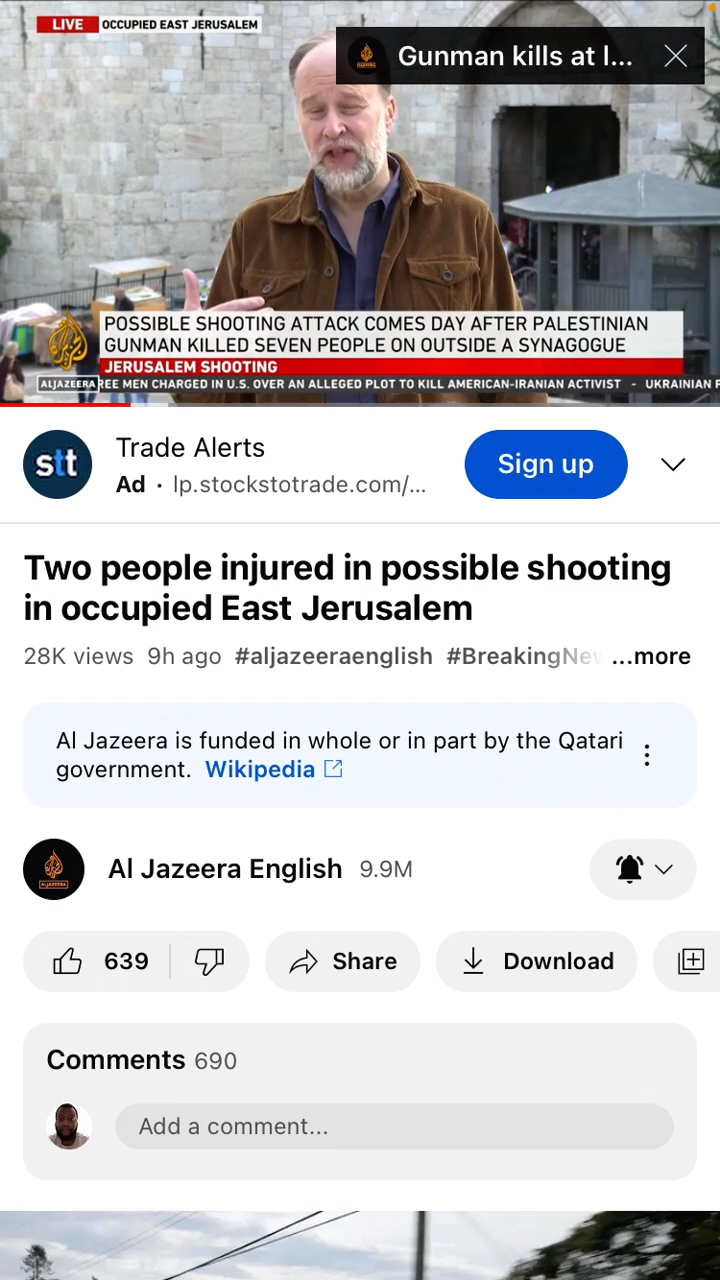 LIVE OCCUPIED EAST JERUSALEM
Gunman kills at l...
POSSIBLE SHOOTING ATTACK COMES DAY AFTER PALESTINIAN
GUNMAN KILLED SEVEN PEOPLE ON OUTSIDE A SYNAGOGUE
JERUSALEM SHOOTING
ALJAZEERA REE MEN CHARGED IN U.S. OVER AN ALLEGED PLOT TO KILL AMERICAN-IRANIAN ACTIVIST - UKRAINIAN P
stt
Trade Alerts
Ad · lp.stockstotrade.com/...
Sign up
Two people injured in possible shooting
in occupied East Jerusalem
28K views 9h ago #aljazeeraenglish #BreakingNew ...more
Al Jazeera is funded in whole or in part by the Qatari
government. Wikipedia
Al Jazeera English 9.9M
639 Share Download
Comments 690
Add a comment...